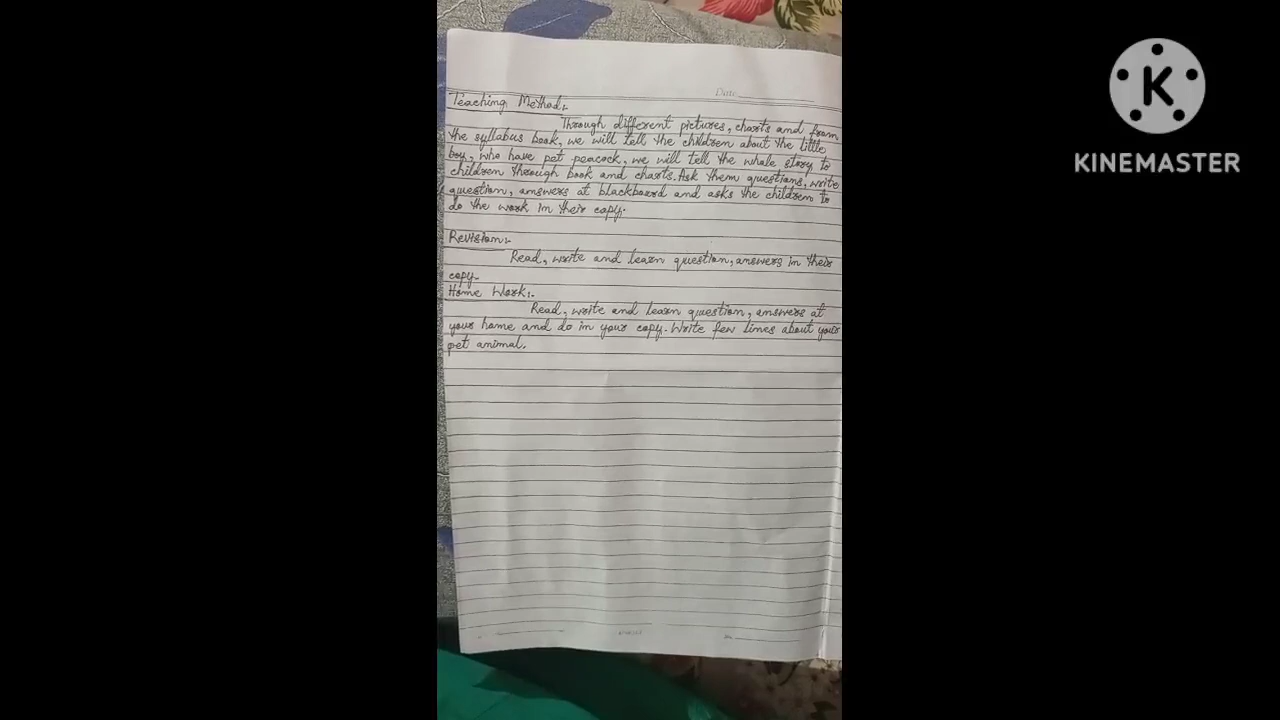 Date
Teaching Method:-
Through different pictures, charts and from
the syllabus book, we will tell the children about the little
boy, who have pet peacock, we will tell the whole story to
children through book and charts. Ask them questions, write
question, answers at blackboard and asks the children to
do the work in their copy.
Revision:-
Read, write and learn question, answers in their
copy.
Home Work:-
Read, write and learn question, answers at
your home and do in your copy. Write few lines about your
pet animal.
K
KINEMASTER